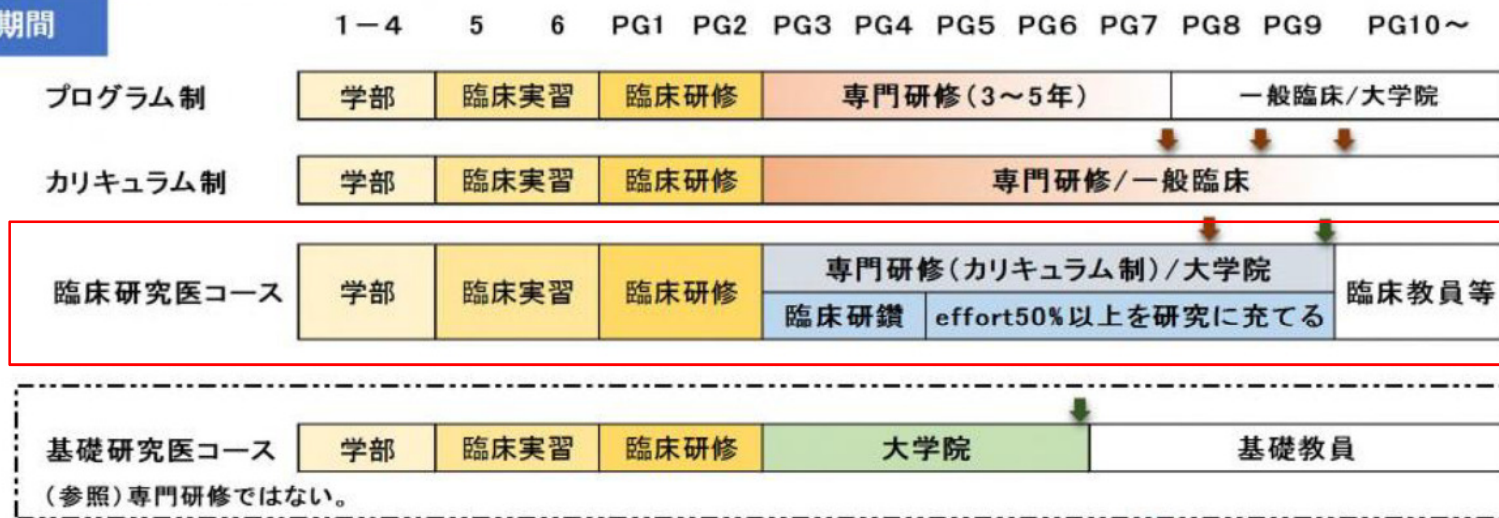 期間 1－4 5 6 PG1 PG2 PG3 PG4 PG5 PG6 PG7 PG8 PG9 PG10～
プログラム制 学部 臨床実習 臨床研修 専門研修(3～5年) 一般臨床/大学院
カリキュラム制 学部 臨床実習 臨床研修 専門研修/一般臨床
臨床研究医コース 学部 臨床実習 臨床研修 専門研修(カリキュラム制)/大学院 臨床教員等
臨床研鑽 effort50%以上を研究に充てる
基礎研究医コース 学部 臨床実習 臨床研修 大学院 基礎教員
(参照)専門研修ではない。